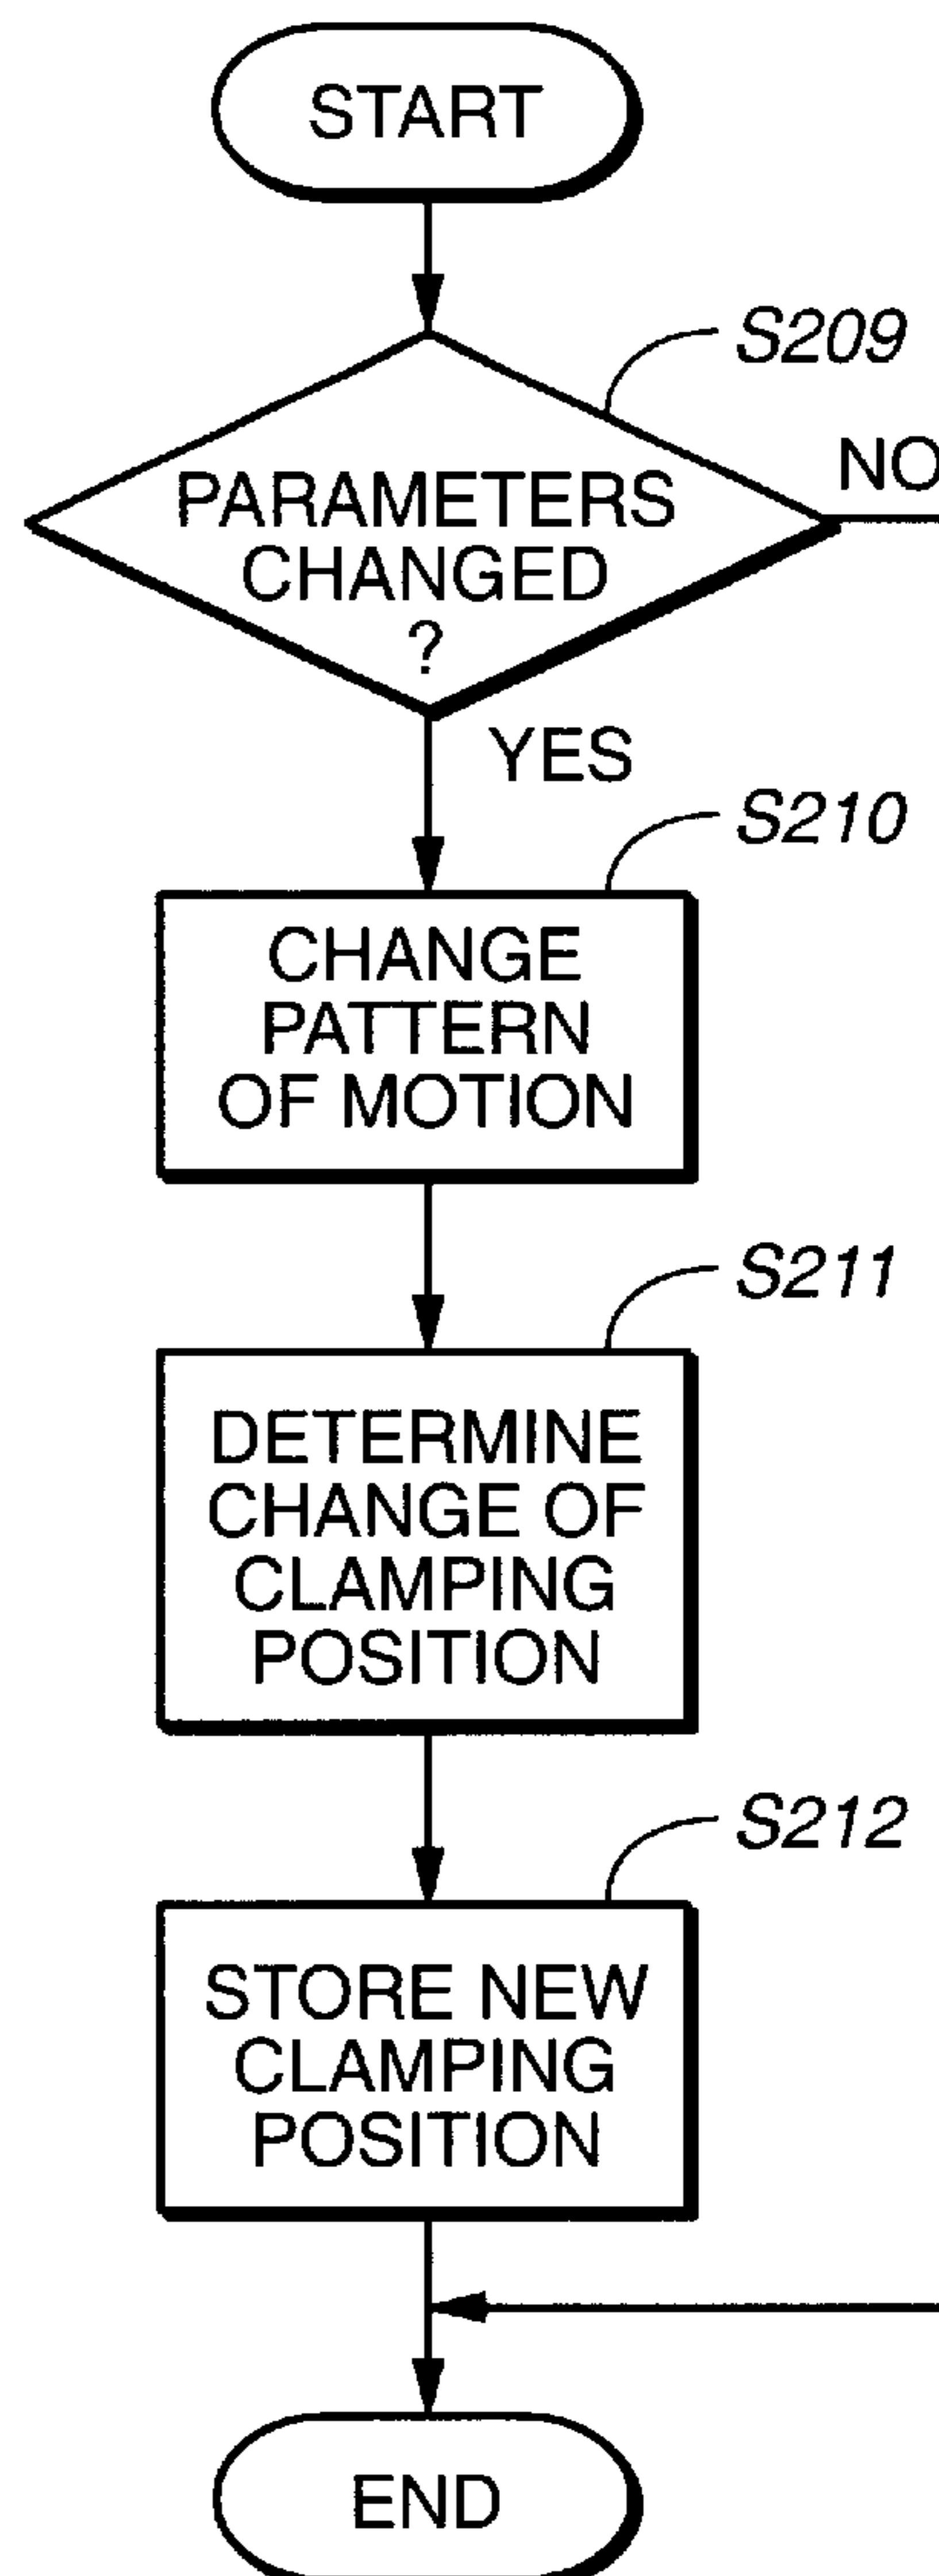 START
S209
NO
PARAMETERS
CHANGED
?
YES
S210
CHANGE
PATTERN
OF MOTION
S211
DETERMINE
CHANGE OF
CLAMPING
POSITION
S212
STORE NEW
CLAMPING
POSITION
END